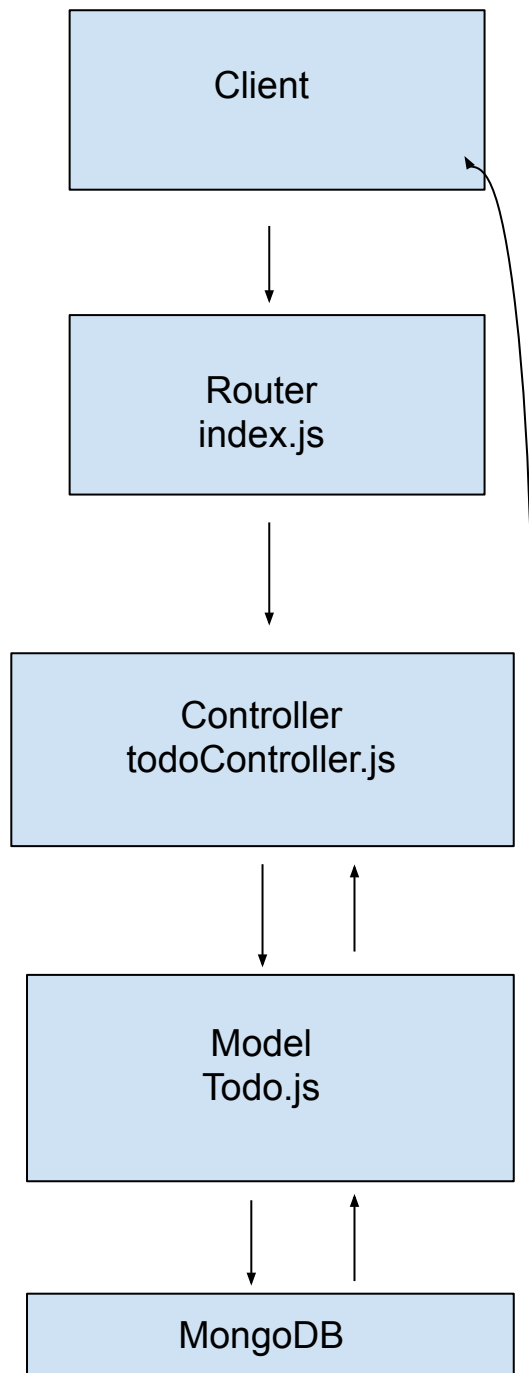 Client
Router
index.js
Controller
todoController.js
Model
Todo.js
MongoDB